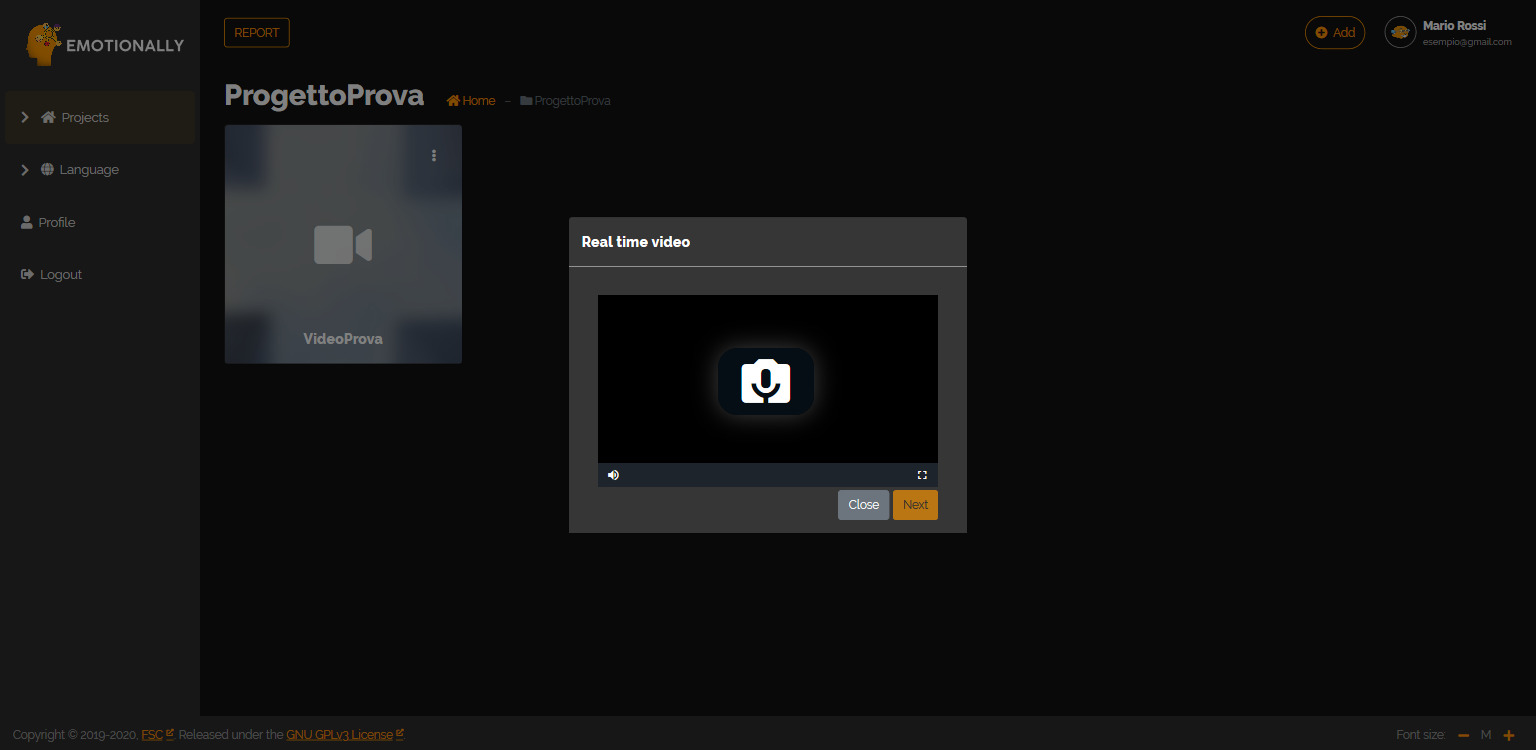 EMOTIONALLY
REPORT
Add
Mario Rossi
esempio@gmail.com
ProgettoProva
Home – ProgettoProva
Projects
Language
Profile
Logout
VideoProva
Real time video
Close Next
Copyright © 2019-2020, FSC. Released under the GNU GPLv3 License
Font size: M